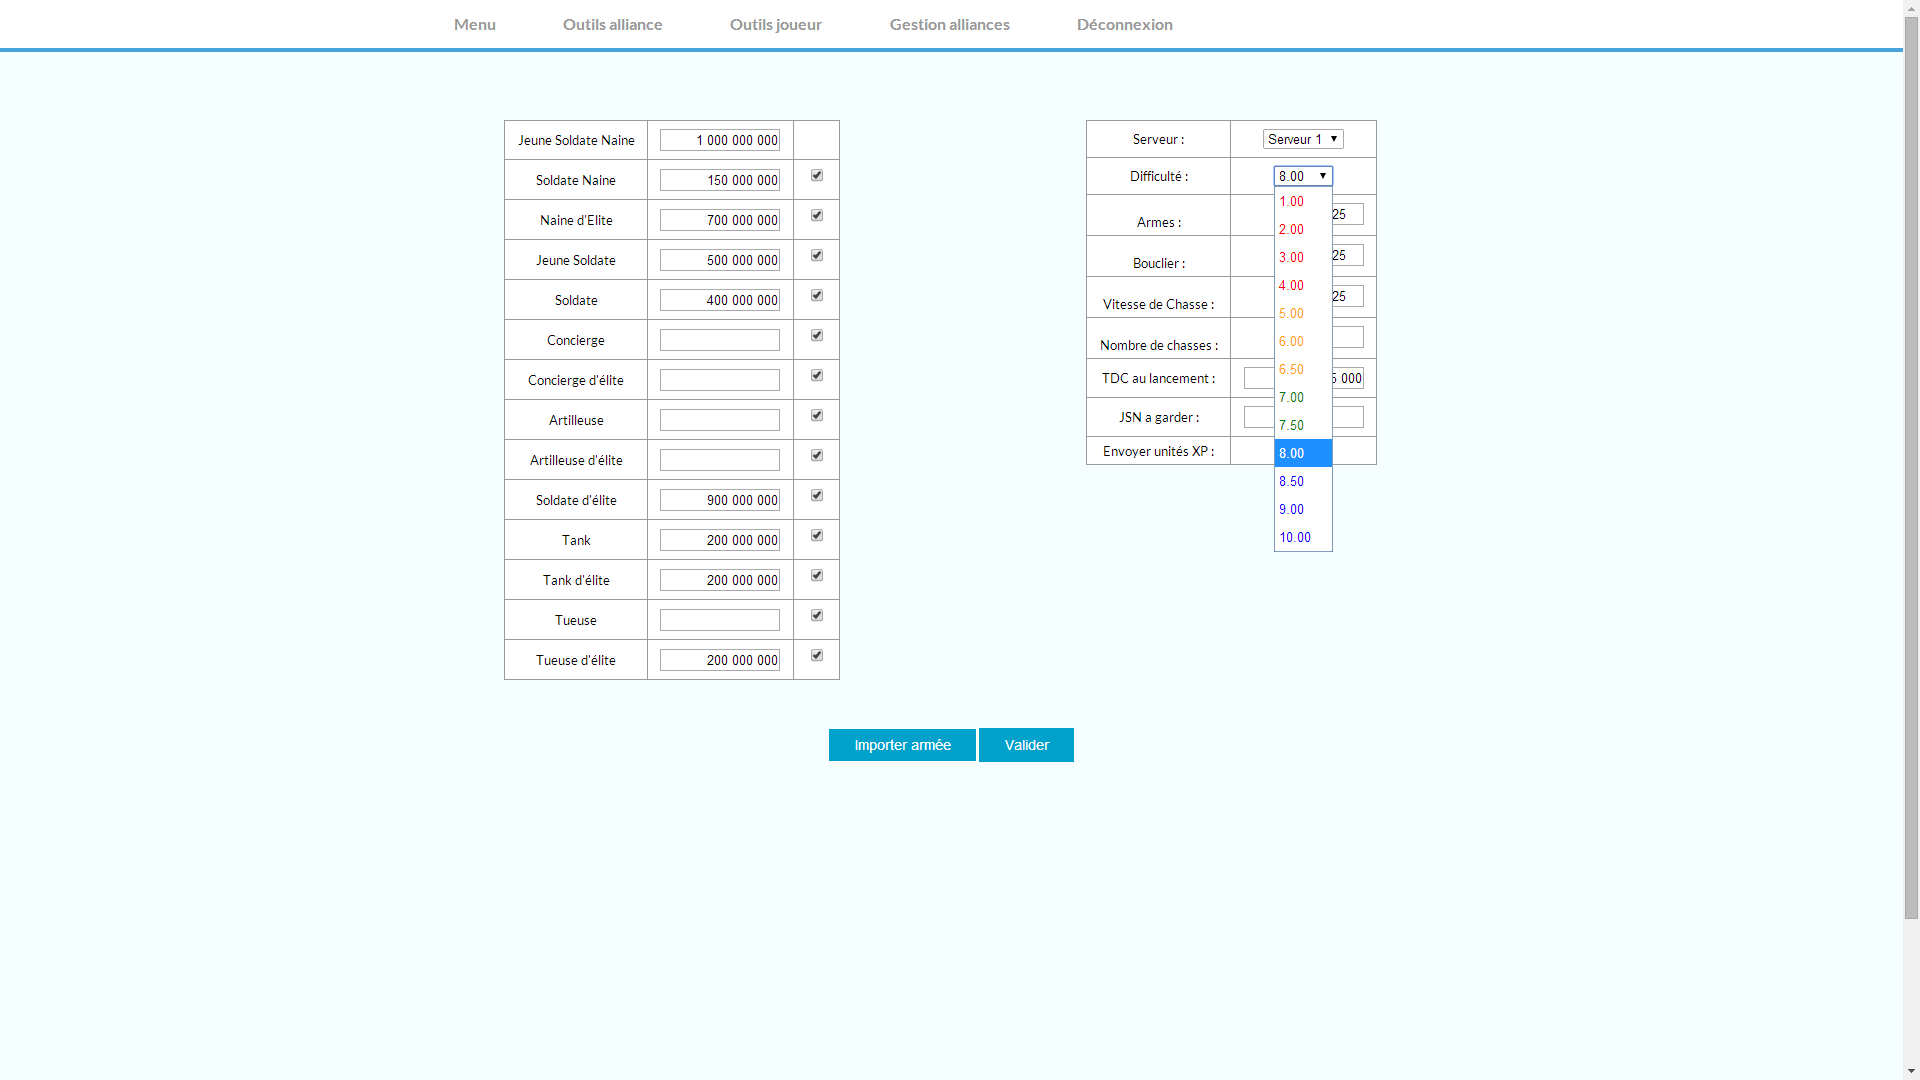 Menu Outils alliance Outils joueur Gestion alliances Déconnexion
Jeune Soldate Naine 1 000 000 000
Soldate Naine 150 000 000
Naine d'Elite 700 000 000
Jeune Soldate 500 000 000
Soldate 400 000 000
Concierge
Concierge d'élite
Artilleuse
Artilleuse d'élite
Soldate d'élite 900 000 000
Tank 200 000 000
Tank d'élite 200 000 000
Tueuse
Tueuse d'élite 200 000 000
Serveur : Serveur 1
Difficulté : 8.00
Armes : 25
Bouclier : 25
Vitesse de Chasse : 25
Nombre de chasses :
TDC au lancement : 5 000
JSN a garder :
Envoyer unités XP :
1.00
2.00
3.00
4.00
5.00
6.00
6.50
7.00
7.50
8.00
8.50
9.00
10.00
Importer armée Valider